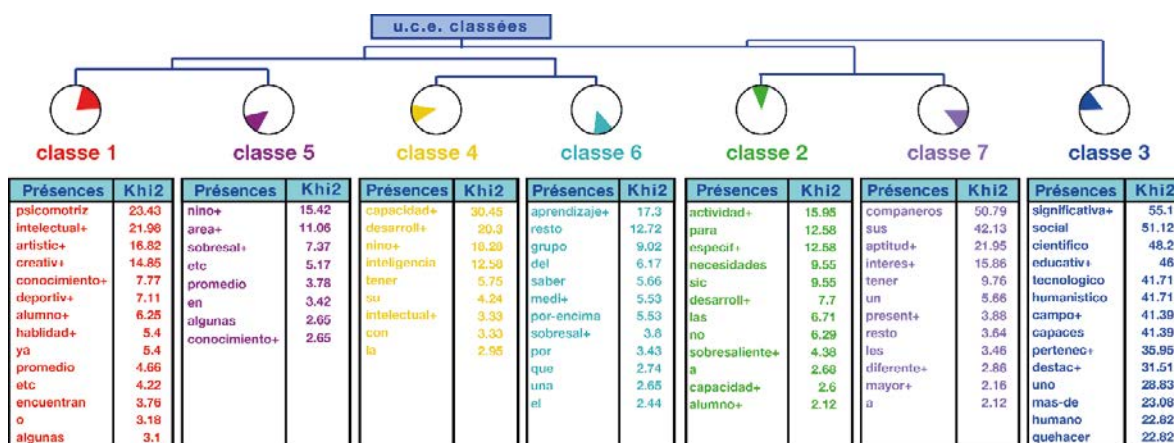 u.c.e. classées
classe 1
classe 5
classe 4
classe 6
classe 2
classe 7
classe 3
Présences Khi2
psicomotriz 23.43
intelectual+ 21.98
artistic+ 16.82
creativ+ 14.85
conocimiento+ 7.77
deportiv+ 7.11
alumno+ 6.25
hablidad+ 5.4
ya 5.4
promedio 4.66
etc 4.22
encuentran 3.76
o 3.18
algunas 3.1
Présences Khi2
nino+ 15.42
area+ 11.06
sobresal+ 7.37
etc 5.17
promedio 3.78
en 3.42
algunas 2.65
conocimiento+ 2.65
Présences Khi2
capacidad+ 30.45
desarroll+ 20.3
nino+ 18.28
inteligencia 12.58
tener 5.75
su 4.24
intelectual+ 3.33
con 3.33
la 2.95
Présences Khi2
aprendizaje+ 17.3
resto 12.72
grupo 9.02
del 6.17
saber 5.66
medi+ 5.53
por-encima 5.53
sobresal+ 3.8
por 3.43
que 2.74
una 2.65
el 2.44
Présences Khi2
actividad+ 15.95
para 12.58
especif+ 12.58
necesidades 9.55
sic 9.55
desarroll+ 7.7
las 6.71
no 6.29
sobresaliente+ 4.38
a 2.68
capacidad+ 2.6
alumno+ 2.12
Présences Khi2
companeros 50.79
sus 42.13
aptitud+ 21.95
interes+ 15.86
tener 9.76
un 5.66
present+ 3.88
resto 3.64
les 3.46
diferente+ 2.86
mayor+ 2.16
a 2.12
Présences Khi2
significativa+ 55.1
social 51.12
cientifico 48.2
educativ+ 46
tecnologico 41.71
humanistico 41.71
campo+ 41.39
capaces 41.39
pertenec+ 35.95
destac+ 31.51
uno 28.83
mas-de 23.08
humano 22.82
quehacer 22.82